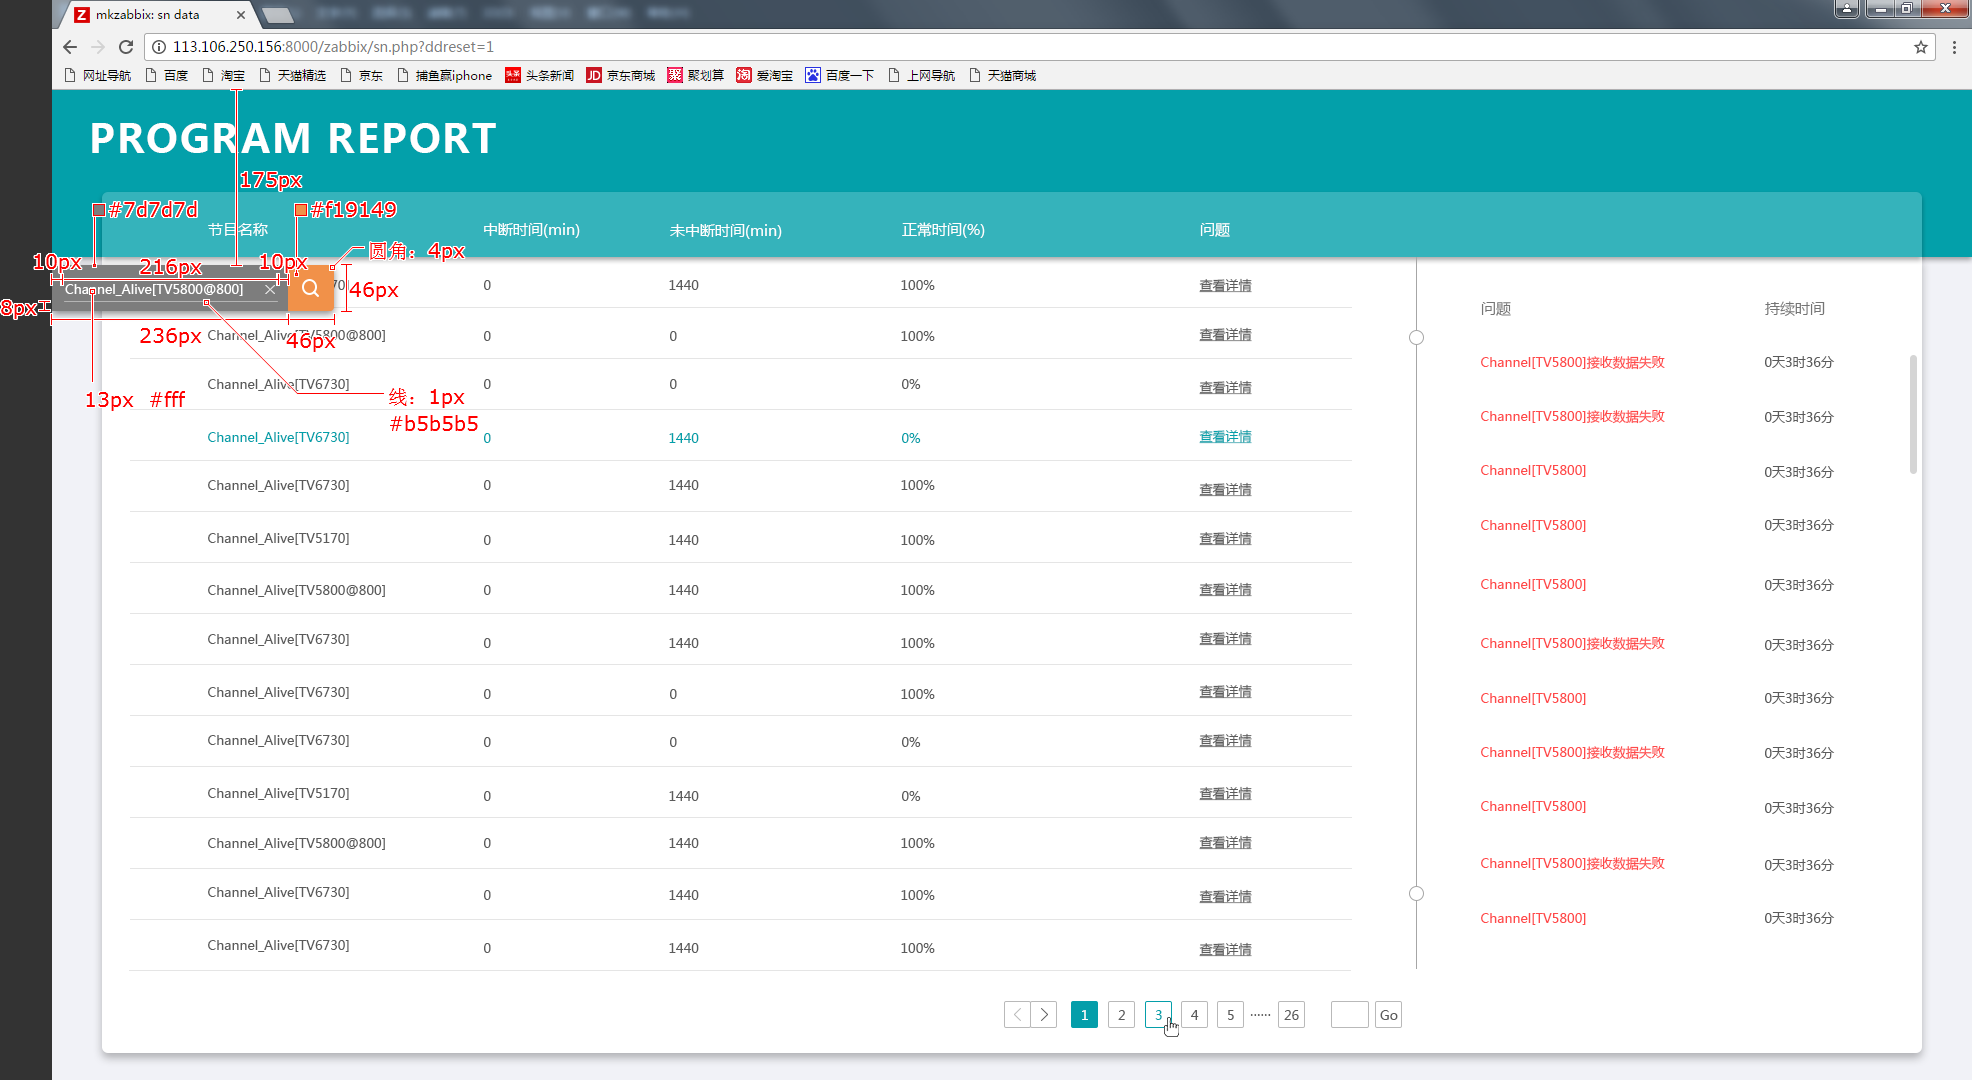 mkzabbix: sn data
113.106.250.156:8000/zabbix/sn.php?ddreset=1
网址导航 百度 淘宝 天猫精选 京东 捕鱼赢iphone 头条 头条新闻 JD 京东商城 聚 聚划算 淘 爱淘宝 百度一下 上网导航 天猫商城
PROGRAM REPORT
175px
#7d7d7d #f19149
节目名称 中断时间(min) 未中断时间(min) 正常时间(%) 问题
圆角：4px
10px 216px 10px
Channel_Alive[TV5800@800] 70] 0 1440 100% 查看详情
46px
8px
236px 46px
Channel_Alive[TV5800@800] 0 0 100% 查看详情
Channel_Alive[TV6730] 0 0 0% 查看详情
13px #fff
线：1px
#b5b5b5
Channel_Alive[TV6730] 0 1440 0% 查看详情
Channel_Alive[TV6730] 0 1440 100% 查看详情
Channel_Alive[TV5170] 0 1440 100% 查看详情
Channel_Alive[TV5800@800] 0 1440 100% 查看详情
Channel_Alive[TV6730] 0 1440 100% 查看详情
Channel_Alive[TV6730] 0 0 100% 查看详情
Channel_Alive[TV6730] 0 0 0% 查看详情
Channel_Alive[TV5170] 0 1440 0% 查看详情
Channel_Alive[TV5800@800] 0 1440 100% 查看详情
Channel_Alive[TV6730] 0 1440 100% 查看详情
Channel_Alive[TV6730] 0 1440 100% 查看详情
问题 持续时间
Channel[TV5800]接收数据失败 0天3时36分
Channel[TV5800]接收数据失败 0天3时36分
Channel[TV5800] 0天3时36分
Channel[TV5800] 0天3时36分
Channel[TV5800] 0天3时36分
Channel[TV5800]接收数据失败 0天3时36分
Channel[TV5800] 0天3时36分
Channel[TV5800]接收数据失败 0天3时36分
Channel[TV5800] 0天3时36分
Channel[TV5800]接收数据失败 0天3时36分
Channel[TV5800] 0天3时36分
1 2 3 4 5 ······ 26 Go